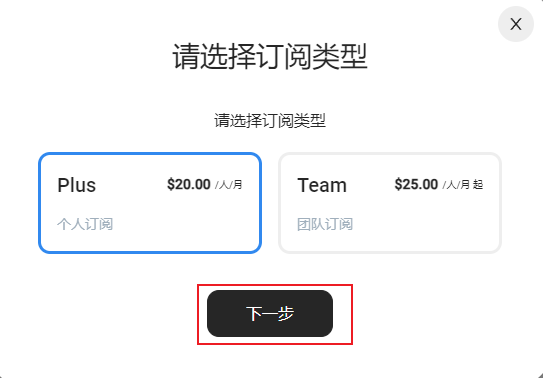 X
请选择订阅类型
请选择订阅类型
Plus $20.00 /人/月
个人订阅
Team $25.00 /人/月 起
团队订阅
下一步